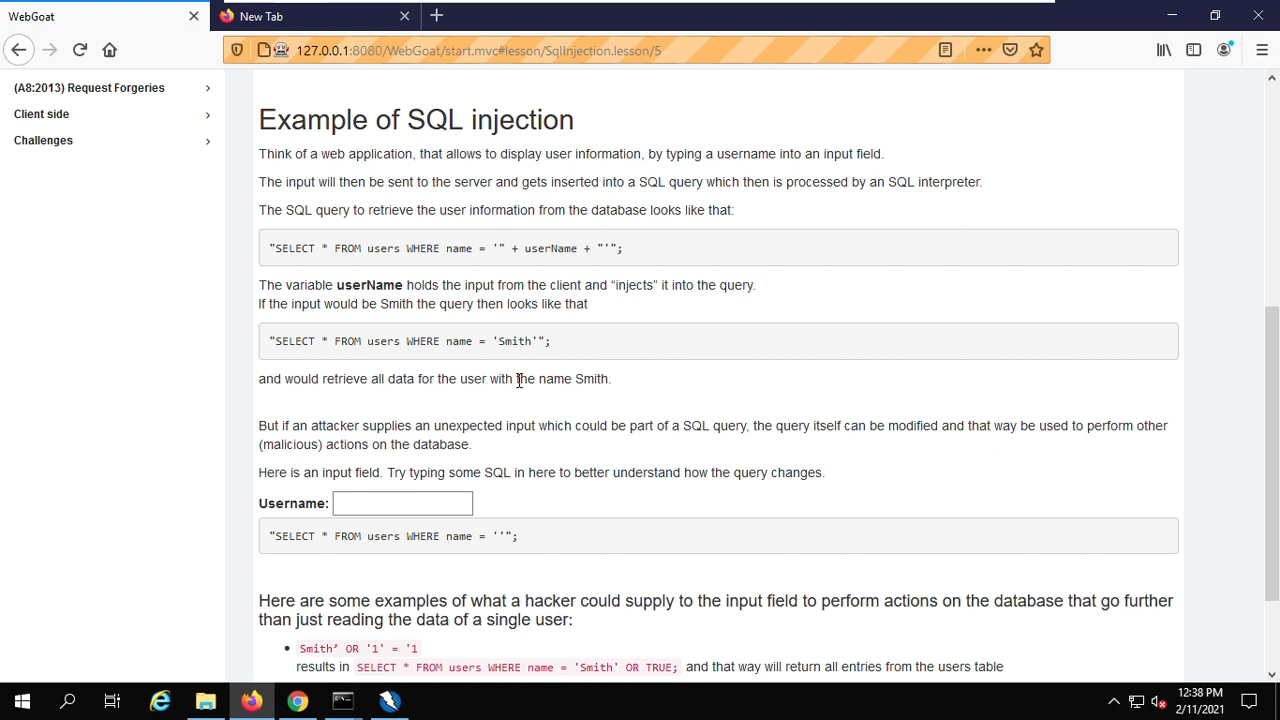 WebGoat
New Tab
127.0.0.1:8080/WebGoat/start.mvc#lesson/SqlInjection.lesson/5
(A8:2013) Request Forgeries
Client side
Challenges
Example of SQL injection
Think of a web application, that allows to display user information, by typing a username into an input field.
The input will then be sent to the server and gets inserted into a SQL query which then is processed by an SQL interpreter.
The SQL query to retrieve the user information from the database looks like that:
"SELECT * FROM users WHERE name = '" + userName + "'";
The variable userName holds the input from the client and “injects” it into the query.
If the input would be Smith the query then looks like that
"SELECT * FROM users WHERE name = 'Smith'";
and would retrieve all data for the user with the name Smith.
But if an attacker supplies an unexpected input which could be part of a SQL query, the query itself can be modified and that way be used to perform other
(malicious) actions on the database.
Here is an input field. Try typing some SQL in here to better understand how the query changes.
Username:
"SELECT * FROM users WHERE name = ''";
Here are some examples of what a hacker could supply to the input field to perform actions on the database that go further
than just reading the data of a single user:
Smith’ OR '1' = '1
results in SELECT * FROM users WHERE name = 'Smith' OR TRUE; and that way will return all entries from the users table
12:38 PM
2/11/2021